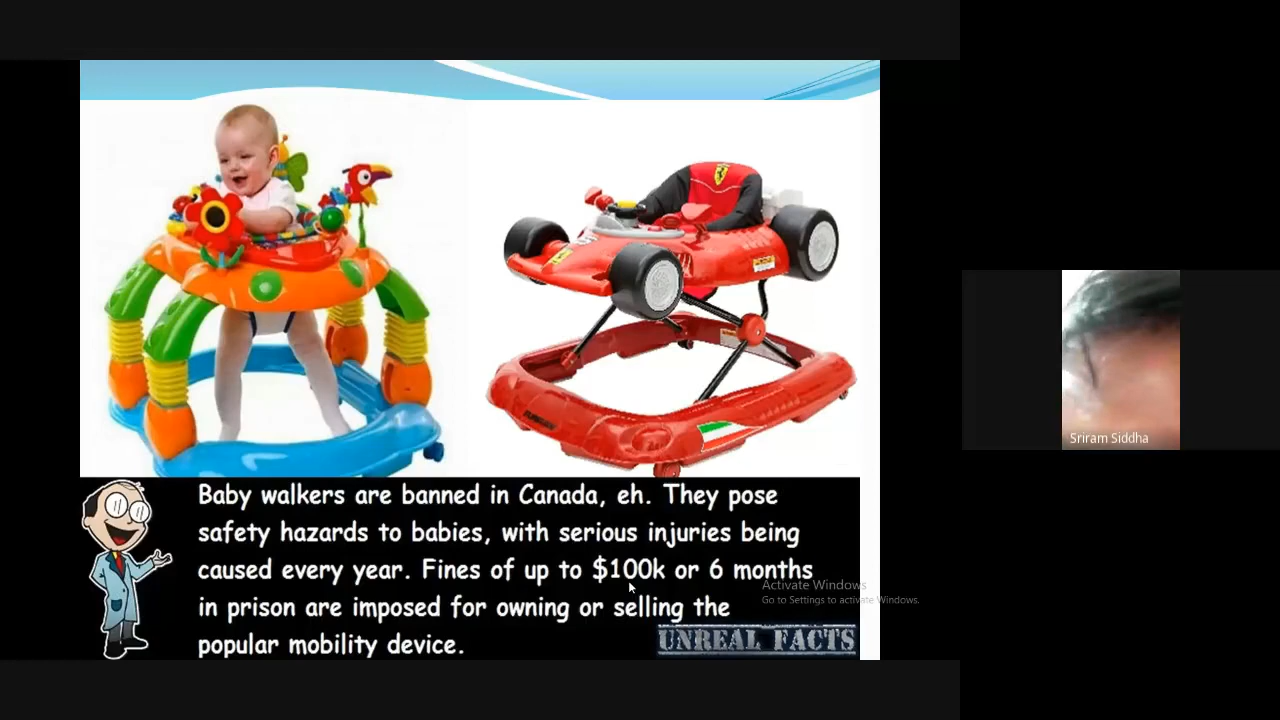 Baby walkers are banned in Canada, eh. They pose
safety hazards to babies, with serious injuries being
caused every year. Fines of up to $100k or 6 months
in prison are imposed for owning or selling the
popular mobility device.
UNREAL FACTS
Activate Windows
Go to Settings to activate Windows.
Sriram Siddha